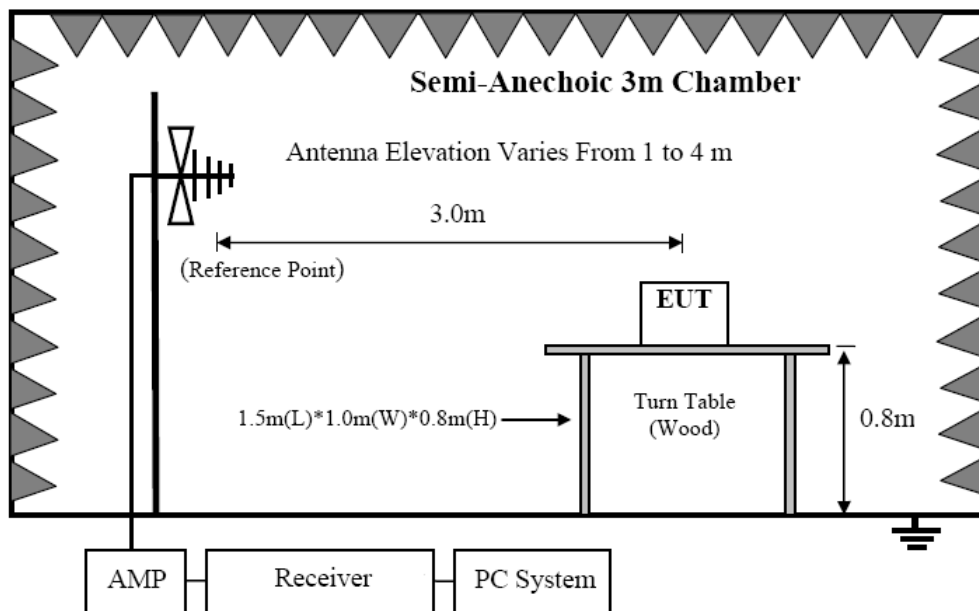 Semi-Anechoic 3m Chamber
Antenna Elevation Varies From 1 to 4 m
3.0m
(Reference Point)
EUT
1.5m(L)*1.0m(W)*0.8m(H)
Turn Table
(Wood)
0.8m
AMP
Receiver
PC System